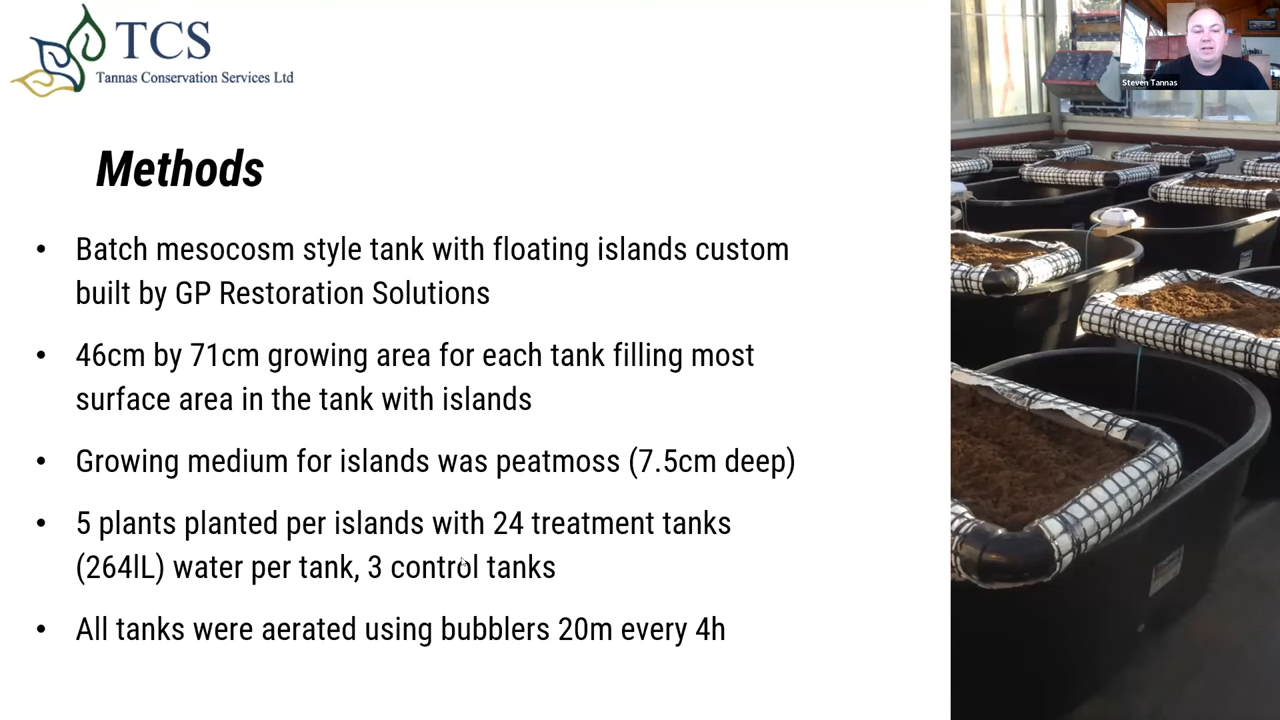 TCS
Tannas Conservation Services Ltd
Steven Tannas
Methods
• Batch mesocosm style tank with floating islands custom
built by GP Restoration Solutions
• 46cm by 71cm growing area for each tank filling most
surface area in the tank with islands
• Growing medium for islands was peatmoss (7.5cm deep)
• 5 plants planted per islands with 24 treatment tanks
(264lL) water per tank, 3 control tanks
• All tanks were aerated using bubblers 20m every 4h